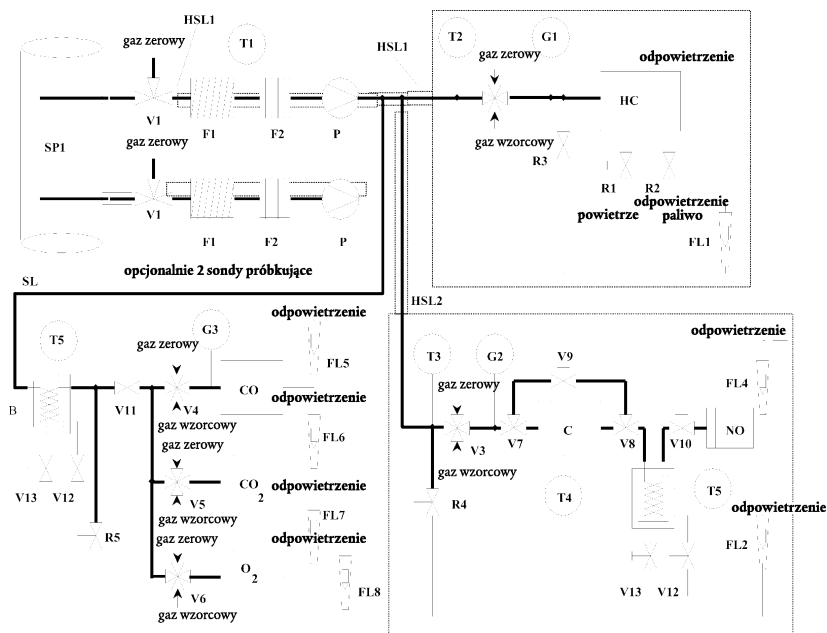 HSL1
gaz zerowy
T1
HSL1
T2
G1
gaz zerowy
odpowietrzenie
V1
F1
F2
P
HC
SP1
gaz zerowy
gaz wzorcowy
R3
R1
R2
V1
F1
F2
P
powietrze
odpowietrzenie
paliwo
FL1
opcjonalnie 2 sondy próbkujące
SL
HSL2
odpowietrzenie
T5
G3
gaz zerowy
FL5
T3
G2
V9
odpowietrzenie
gaz zerowy
FL4
B
V11
V4
CO
odpowietrzenie
gaz wzorcowy
FL6
V3
V7
C
V8
V10
NO
gaz zerowy
gaz wzorcowy
V13
V12
V5
CO2
odpowietrzenie
R4
T4
T5
gaz wzorcowy
FL7
odpowietrzenie
R5
gaz zerowy
odpowietrzenie
FL2
O2
FL8
V6
gaz wzorcowy
V13
V12